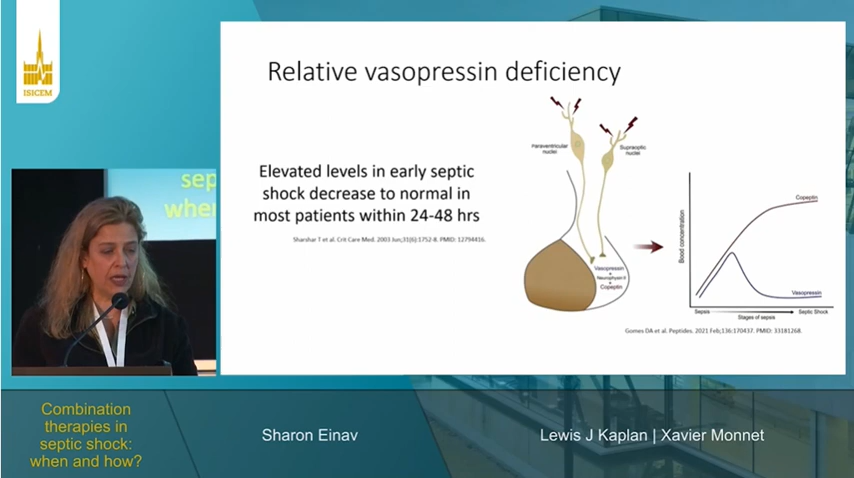 ISICEM
Relative vasopressin deficiency
Elevated levels in early septic
shock decrease to normal in
most patients within 24-48 hrs
Sharshar T et al. Crit Care Med. 2003 Jun;31(6):1752-8. PMID: 12794416.
Paraventricular
nuclei
Supraoptic
nuclei
Vasopressin
+
Neurophysin II
+
Copeptin
Blood concentration
Copeptin
Vasopressin
Sepsis
Septic Shock
Stages of sepsis
Gomes DA et al. Peptides. 2021 Feb;136:170437. PMID: 33181268.
sep
whe
Combination
therapies in
septic shock:
when and how?
Sharon Einav
Lewis J Kaplan | Xavier Monnet